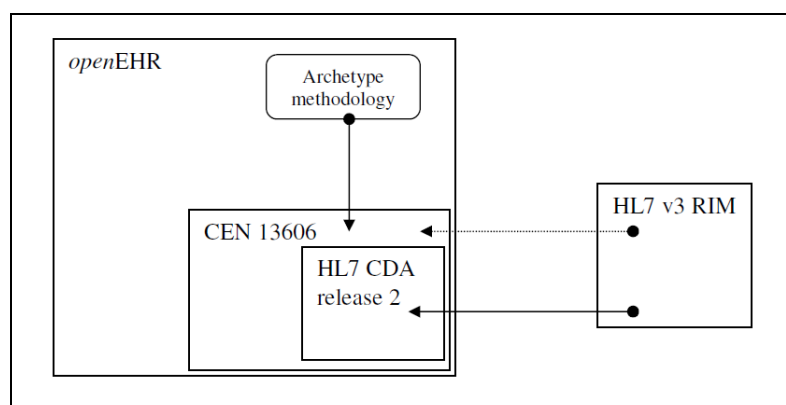 openEHR
Archetype
methodology
CEN 13606
HL7 CDA
release 2
HL7 v3 RIM